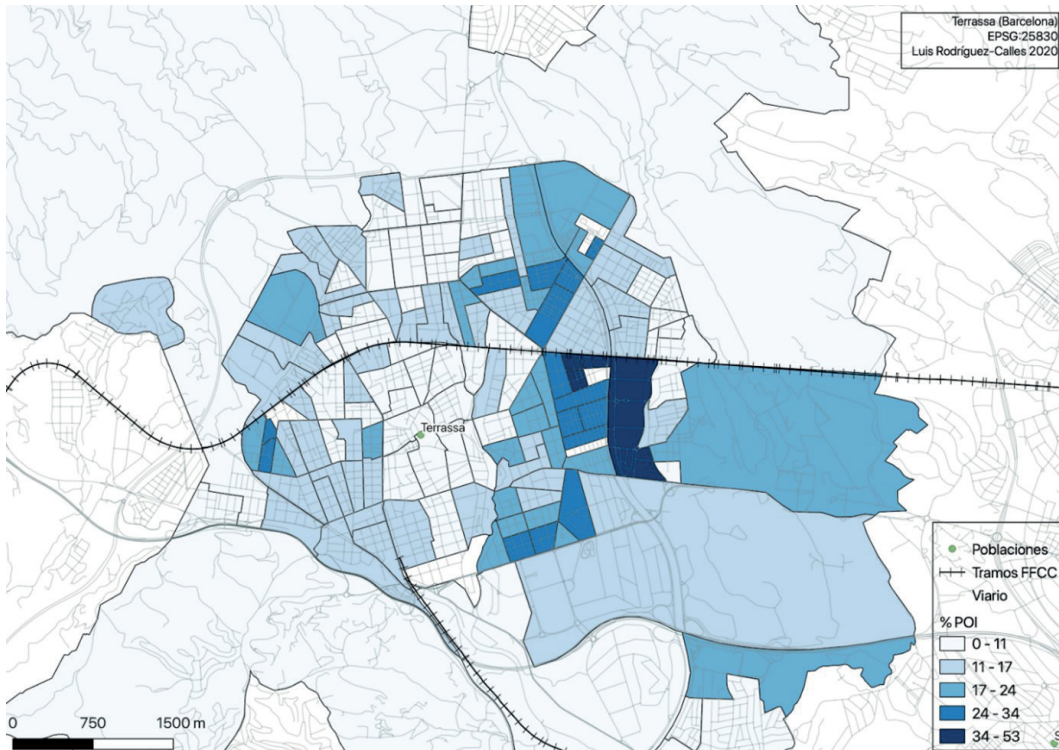 Terrassa (Barcelona)
EPSG:25830
Luis Rodríguez-Calles 2020
Terrassa
Poblaciones
Tramos FFCC
Viario
% POI
0 - 11
11 - 17
17 - 24
24 - 34
34 - 53
0 750 1500 m